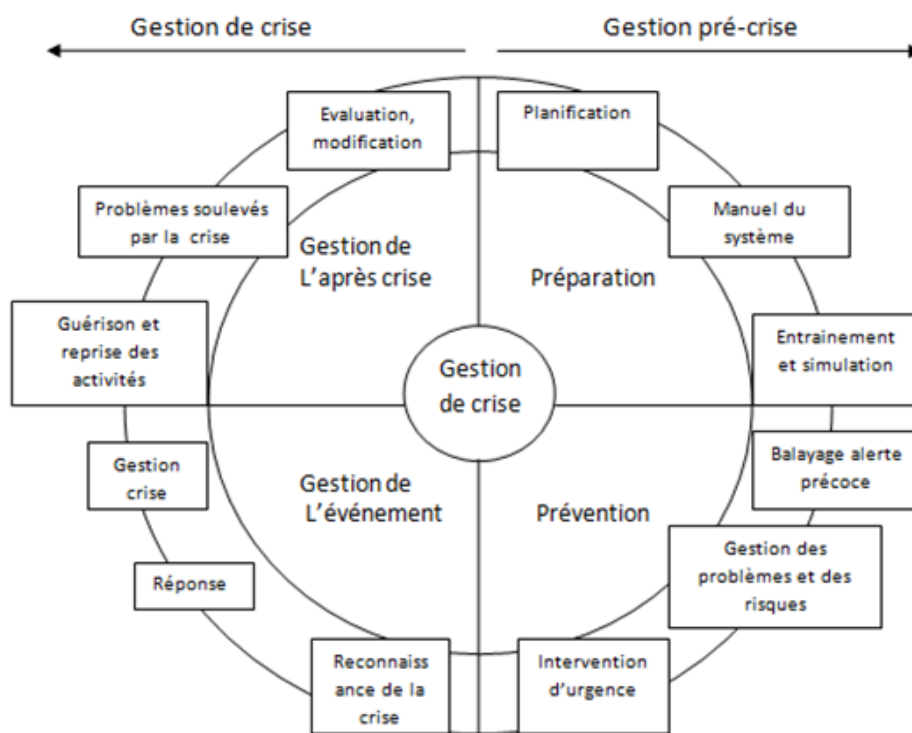 Gestion de crise
Gestion pré-crise
Evaluation,
modification
Planification
Problèmes soulevés
par la crise
Manuel du
système
Gestion de
L'après crise
Préparation
Guérison et
reprise des
activités
Entrainement
et simulation
Gestion
de crise
Gestion
crise
Balayage alerte
précoce
Gestion de
L'événement
Prévention
Gestion des
problèmes et des
risques
Réponse
Reconnaiss
ance de la
crise
Intervention
d'urgence